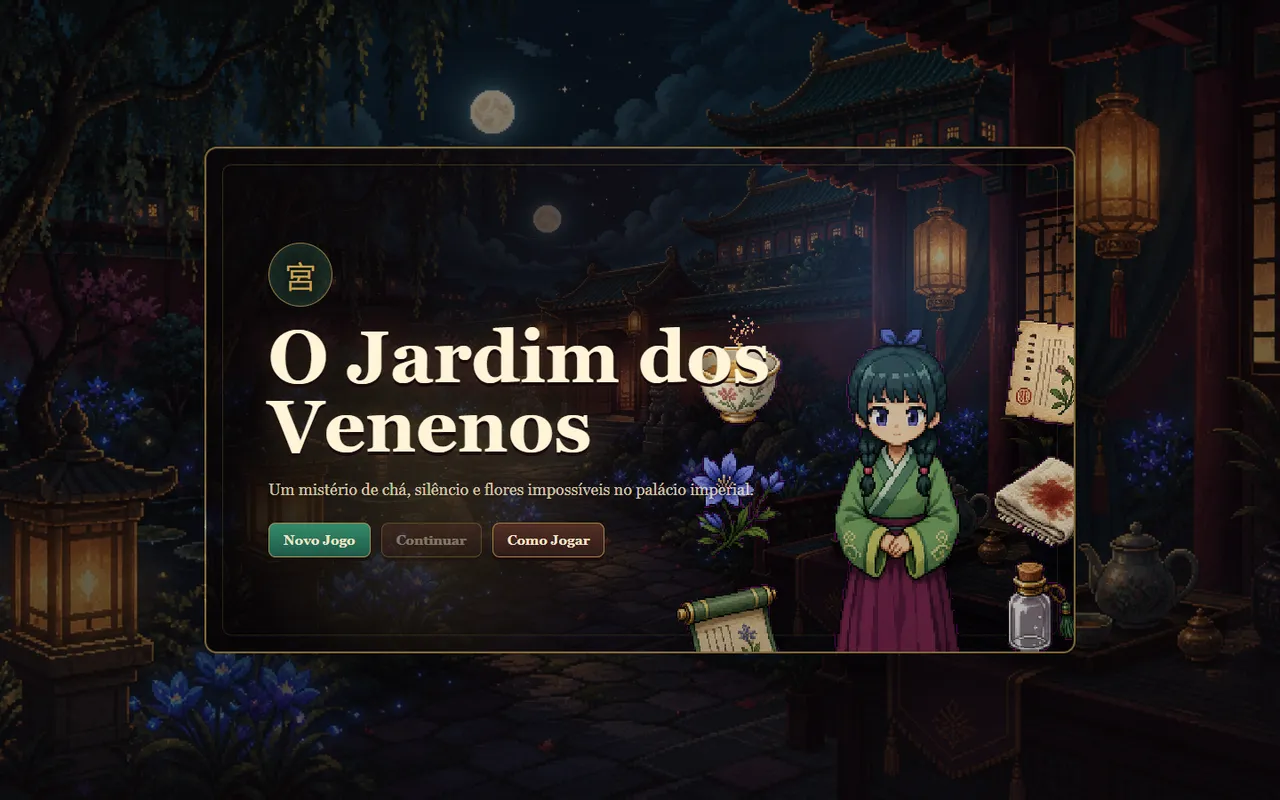 宮
O Jardim dos
Venenos
Um mistério de chá, silêncio e flores impossíveis no palácio imperial.
Novo Jogo
Continuar
Como Jogar